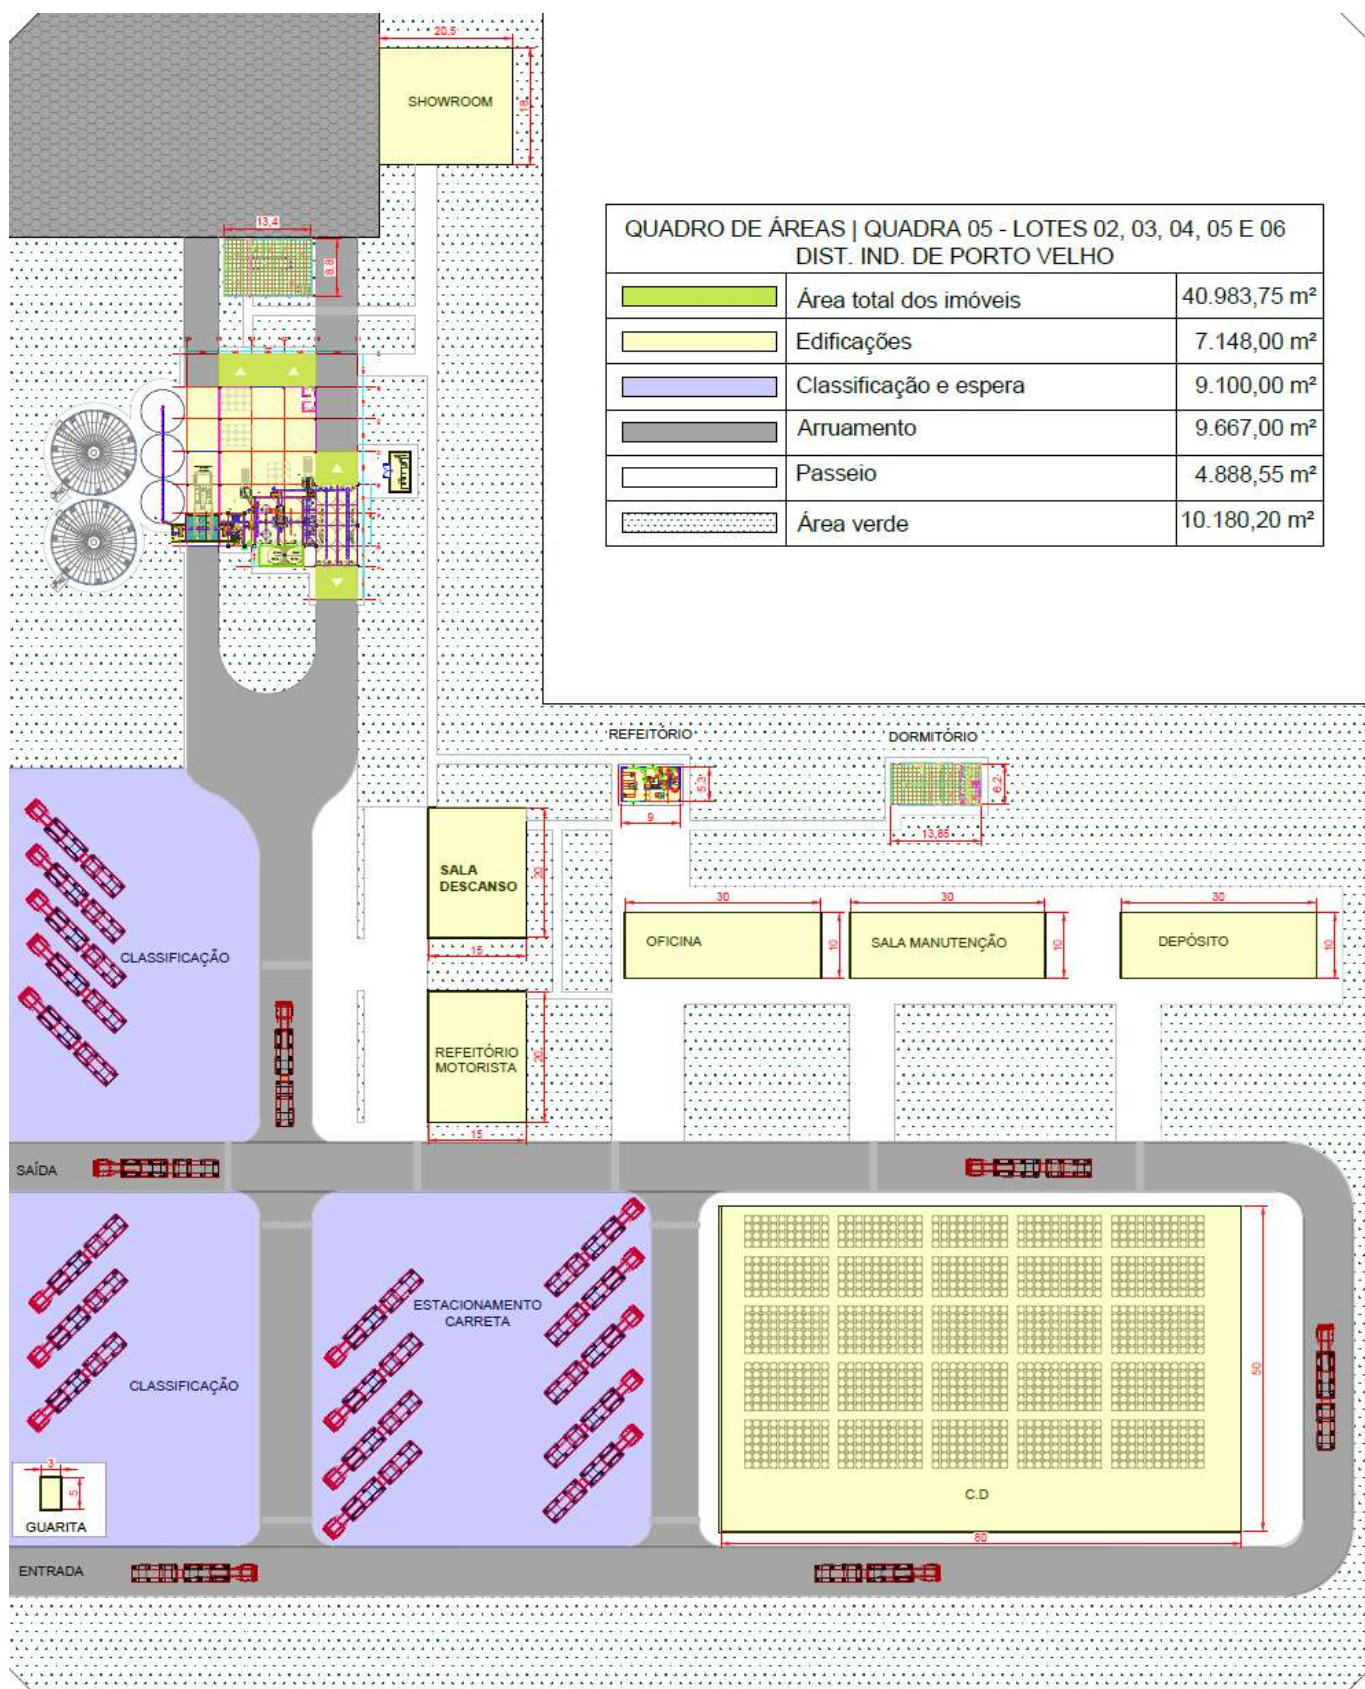 20,5
SHOWROOM
18
QUADRO DE ÁREAS | QUADRA 05 - LOTES 02, 03, 04, 05 E 06
DIST. IND. DE PORTO VELHO
Área total dos imóveis 40.983,75 m²
Edificações 7.148,00 m²
Classificação e espera 9.100,00 m²
Arruamento 9.667,00 m²
Passeio 4.888,55 m²
Área verde 10.180,20 m²
13,4
8,8
REFEITÓRIO
DORMITÓRIO
5,3
9
6,2
13,85
SALA
DESCANSO
20
15
30
30
30
OFICINA
10
SALA MANUTENÇÃO
10
DEPÓSITO
10
CLASSIFICAÇÃO
REFEITÓRIO
MOTORISTA
20
15
SAÍDA
ESTACIONAMENTO
CARRETA
CLASSIFICAÇÃO
50
C.D
80
3
5
GUARITA
ENTRADA